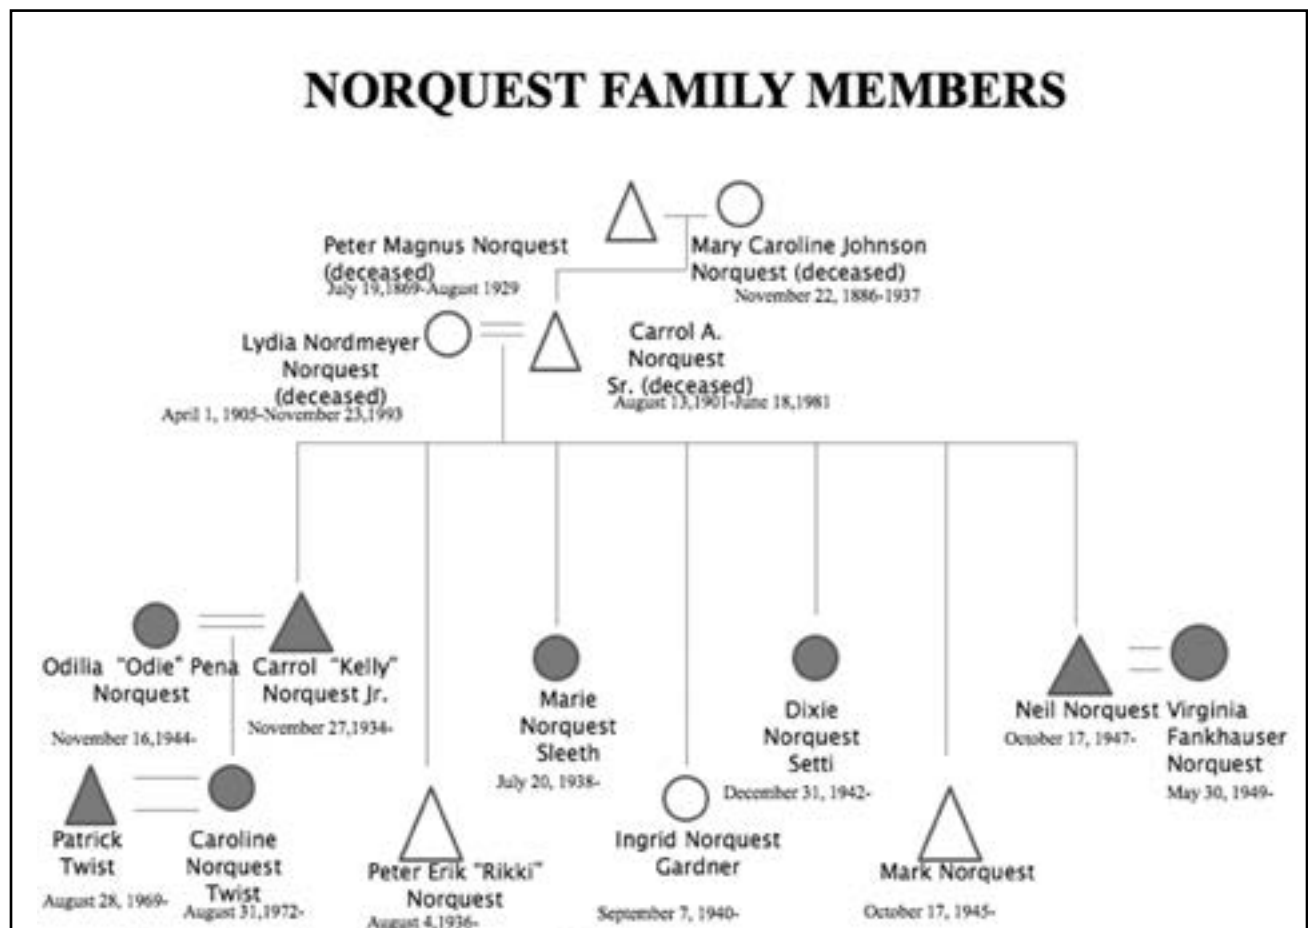 NORQUEST FAMILY MEMBERS
Peter Magnus Norquest
(deceased)
July 19,1869-August 1929
Mary Caroline Johnson
Norquest (deceased)
November 22, 1886-1937
Lydia Nordmeyer
Norquest
(deceased)
April 1, 1905-November 23,1993
Carrol A.
Norquest
Sr. (deceased)
August 13,1901-June 18,1981
Odilia "Odie" Pena
Norquest
November 16,1944-
Carrol "Kelly"
Norquest Jr.
November 27,1934-
Marie
Norquest
Sleeth
July 20, 1938-
Dixie
Norquest
Setti
December 31, 1942-
Neil Norquest
October 17, 1947-
Virginia
Fankhauser
Norquest
May 30, 1949-
Patrick
Twist
August 28, 1969-
Caroline
Norquest
Twist
August 31,1972-
Peter Erik "Rikki"
Norquest
August 4,1936-
Ingrid Norquest
Gardner
September 7, 1940-
Mark Norquest
October 17, 1945-